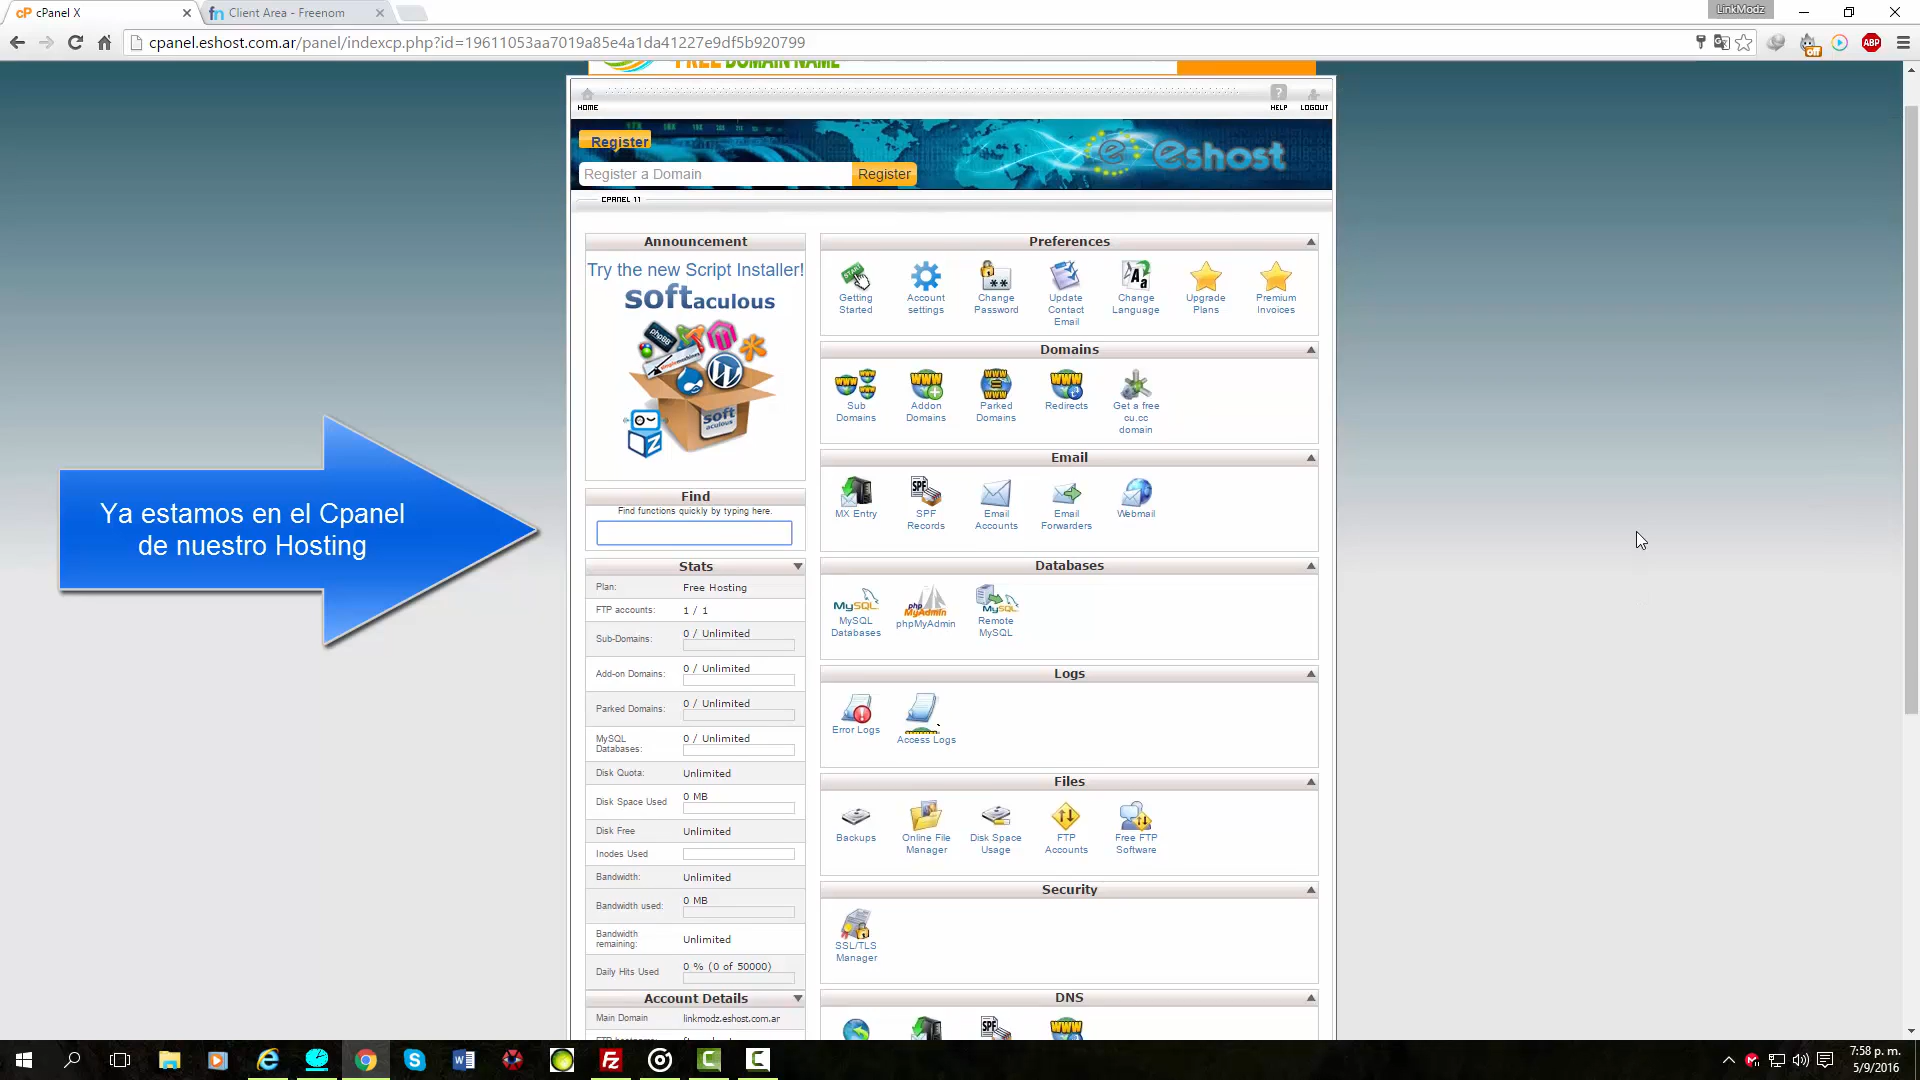 cPanel X
Client Area - Freenom
LinkModz
cpanel.eshost.com.ar/panel/indexcp.php?id=19611053aa7019a85e4a1da41227e9df5b920799
off
ABP
FREE DOMAIN NAME
HOME
HELP
LOGOUT
Register
eshost
Register a Domain
Register
CPANEL 11
Announcement
Try the new Script Installer!
softaculous
phpBB
soft
aculous
Find
Find functions quickly by typing here.
Stats
Plan: Free Hosting
FTP accounts: 1 / 1
Sub-Domains: 0 / Unlimited
Add-on Domains: 0 / Unlimited
Parked Domains: 0 / Unlimited
MySQL
Databases: 0 / Unlimited
Disk Quota: Unlimited
Disk Space Used 0 MB
Disk Free Unlimited
Inodes Used
Bandwidth: Unlimited
Bandwidth used: 0 MB
Bandwidth
remaining: Unlimited
Daily Hits Used 0 % (0 of 50000)
Account Details
Main Domain linkmodz.eshost.com.ar
Preferences
Getting
Started
Account
settings
Change
Password
Update
Contact
Email
Change
Language
Upgrade
Plans
Premium
Invoices
Domains
Sub
Domains
Addon
Domains
Parked
Domains
Redirects
Get a free
cu.cc
domain
Email
MX Entry
SPF
Records
Email
Accounts
Email
Forwarders
Webmail
Databases
MySQL
Databases
phpMyAdmin
Remote
MySQL
Logs
Error Logs
Access Logs
Files
Backups
Online File
Manager
Disk Space
Usage
FTP
Accounts
Free FTP
Software
Security
SSL/TLS
Manager
DNS
Ya estamos en el Cpanel
de nuestro Hosting
7:58 p. m.
5/9/2016